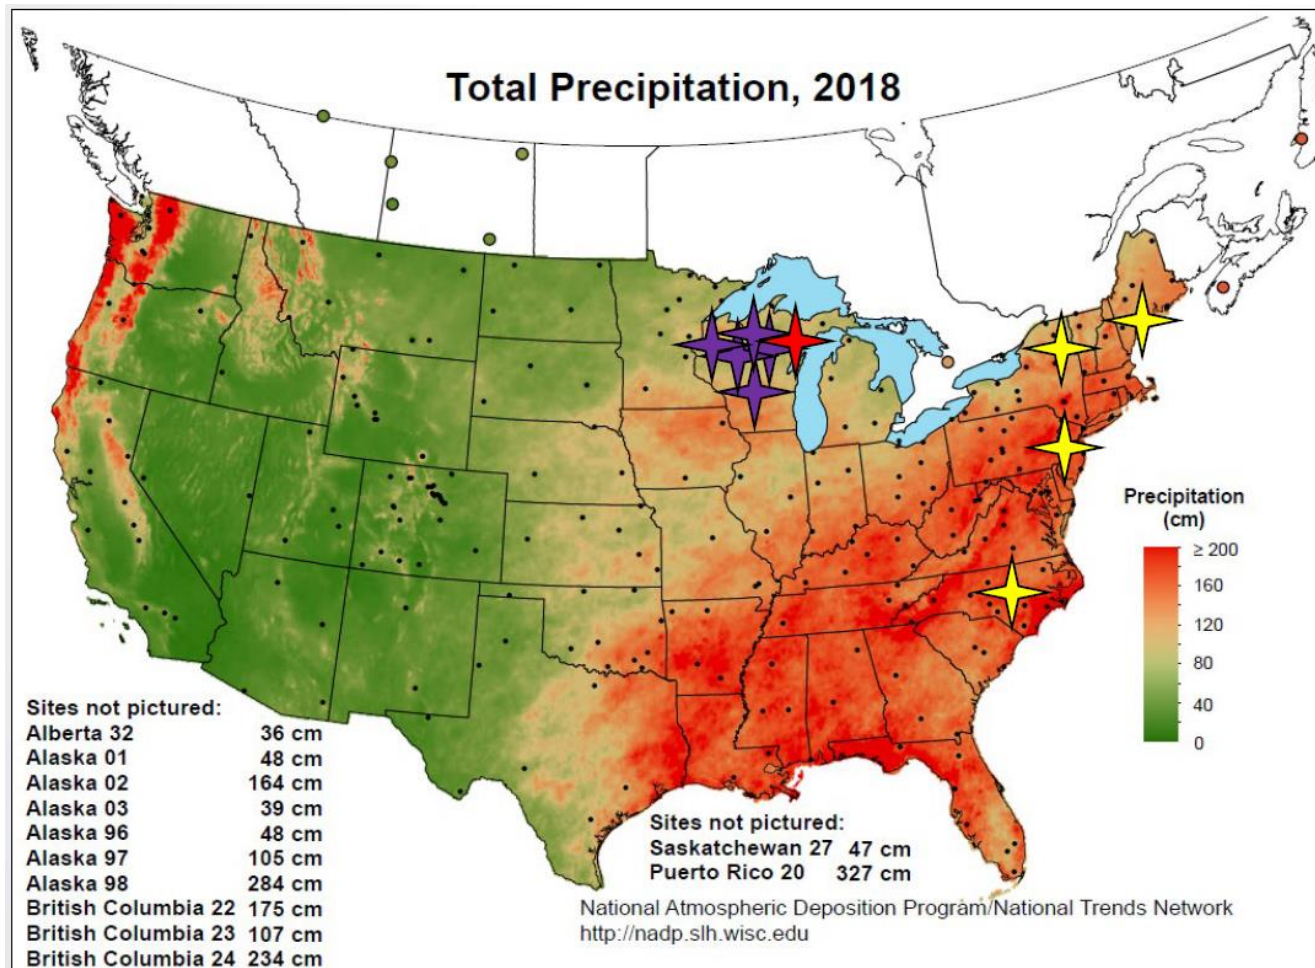 Total Precipitation, 2018
Precipitation
(cm)
≥ 200
160
120
80
40
0
Sites not pictured:
Alberta 32 36 cm
Alaska 01 48 cm
Alaska 02 164 cm
Alaska 03 39 cm
Alaska 96 48 cm
Alaska 97 105 cm
Alaska 98 284 cm
British Columbia 22 175 cm
British Columbia 23 107 cm
British Columbia 24 234 cm
Sites not pictured:
Saskatchewan 27 47 cm
Puerto Rico 20 327 cm
National Atmospheric Deposition Program/National Trends Network
http://nadp.slh.wisc.edu